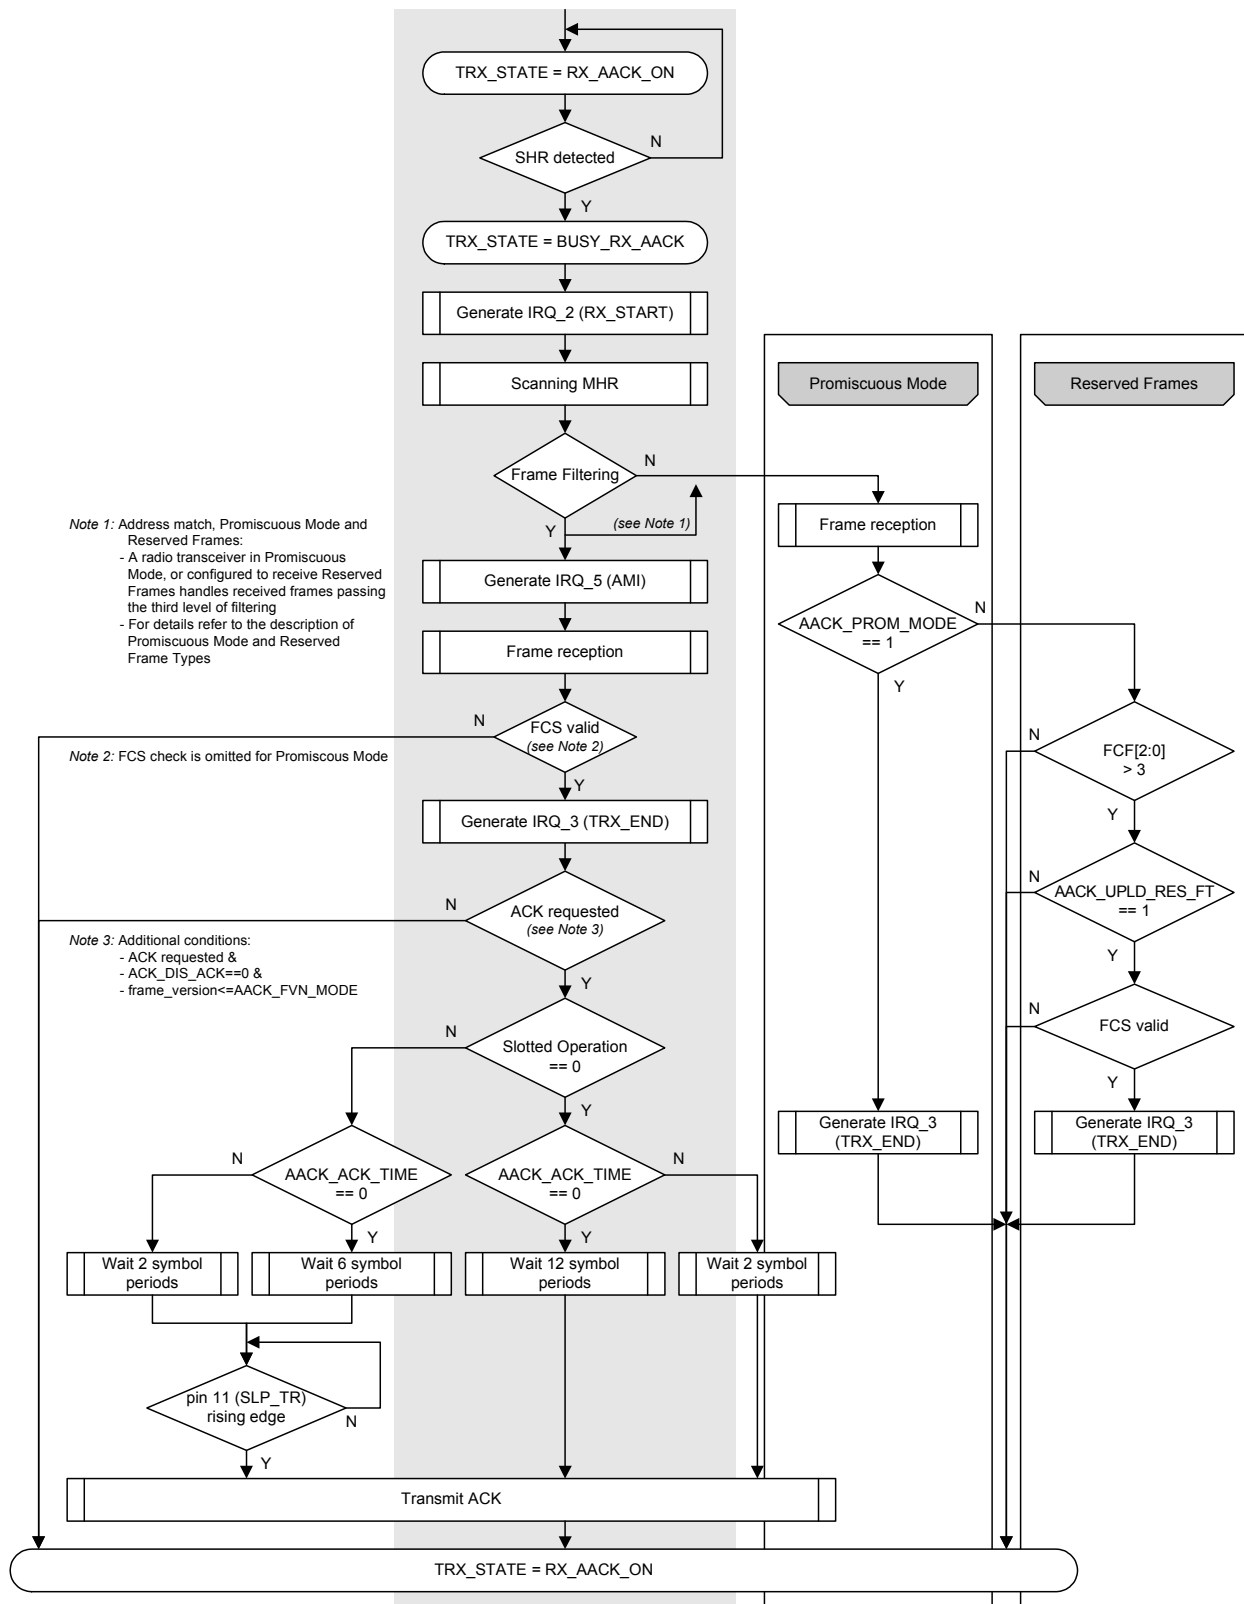 TRX_STATE = RX_AACK_ON
N
SHR detected
Y
TRX_STATE = BUSY_RX_AACK
Generate IRQ_2 (RX_START)
Scanning MHR
Promiscuous Mode
Reserved Frames
Frame Filtering
N
Y
(see Note 1)
Note 1: Address match, Promiscuous Mode and
Reserved Frames:
- A radio transceiver in Promiscuous
Mode, or configured to receive Reserved
Frames handles received frames passing
the third level of filtering
- For details refer to the description of
Promiscuous Mode and Reserved
Frame Types
Frame reception
Generate IRQ_5 (AMI)
AACK_PROM_MODE
== 1
N
Y
Frame reception
N
FCS valid
(see Note 2)
Y
Note 2: FCS check is omitted for Promiscous Mode
N
FCF[2:0]
> 3
Y
Generate IRQ_3 (TRX_END)
N
AACK_UPLD_RES_FT
== 1
Y
N
ACK requested
(see Note 3)
Y
Note 3: Additional conditions:
- ACK requested &
- ACK_DIS_ACK==0 &
- frame_version<=AACK_FVN_MODE
N
FCS valid
Y
N
Slotted Operation
== 0
Y
Generate IRQ_3
(TRX_END)
Generate IRQ_3
(TRX_END)
N
AACK_ACK_TIME
== 0
Y
AACK_ACK_TIME
== 0
N
Y
Wait 2 symbol
periods
Wait 6 symbol
periods
Wait 12 symbol
periods
Wait 2 symbol
periods
pin 11 (SLP_TR)
rising edge
N
Y
Transmit ACK
TRX_STATE = RX_AACK_ON